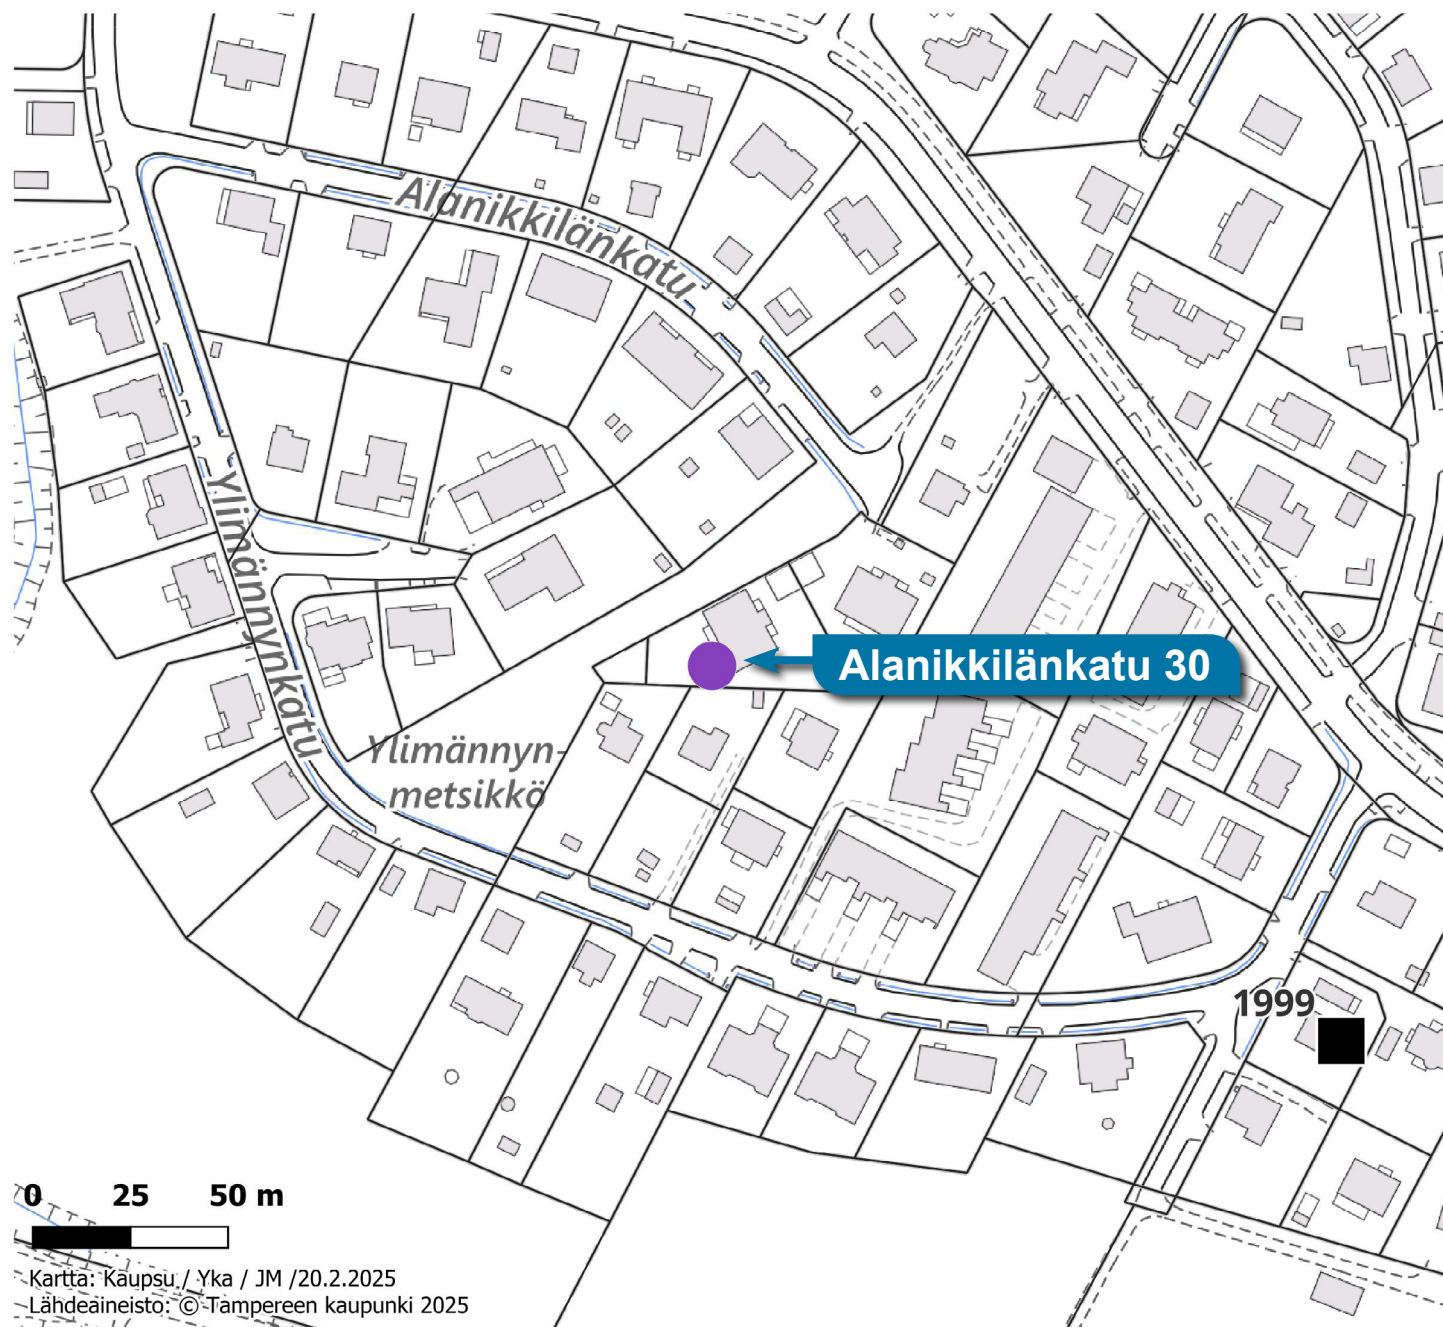 Alanikkilänkatu
Ylimännynkatu
Alanikkilänkatu 30
Ylimännyn-
metsikkö
1999
0 25 50 m
Kartta: Kaupsu / Yka / JM /20.2.2025
Lähdeaineisto: © Tampereen kaupunki 2025